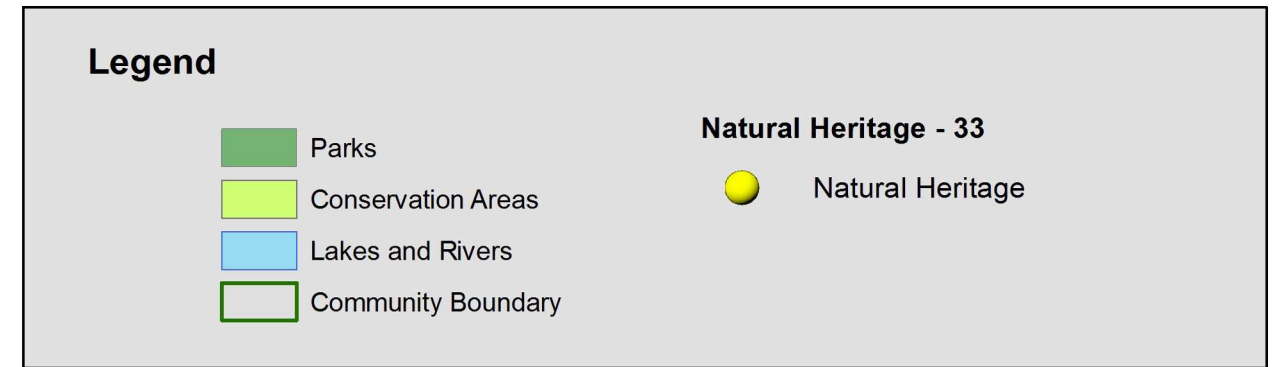 Legend
Parks
Conservation Areas
Lakes and Rivers
Community Boundary
Natural Heritage - 33
Natural Heritage